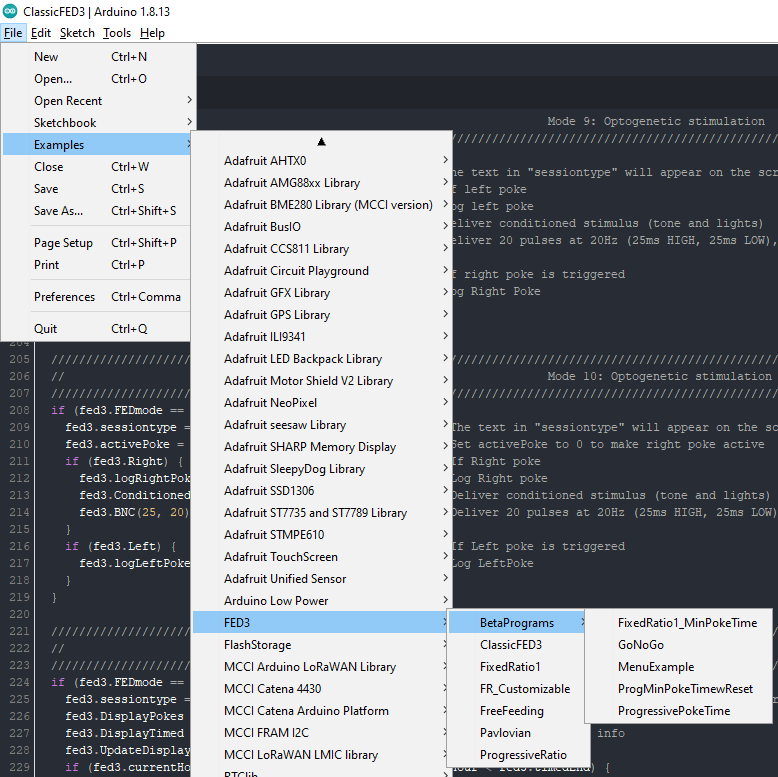 ClassicFED3 | Arduino 1.8.13
File Edit Sketch Tools Help
New Ctrl+N
Open... Ctrl+O
Open Recent
Sketchbook
Examples
Close Ctrl+W
Save Ctrl+S
Save As... Ctrl+Shift+S
Page Setup Ctrl+Shift+P
Print Ctrl+P
Preferences Ctrl+Comma
Quit Ctrl+Q
Adafruit AHTX0
Adafruit AMG88xx Library
Adafruit BME280 Library (MCCI version)
Adafruit BusIO
Adafruit CCS811 Library
Adafruit Circuit Playground
Adafruit GFX Library
Adafruit GPS Library
Adafruit ILI9341
Adafruit LED Backpack Library
Adafruit Motor Shield V2 Library
Adafruit NeoPixel
Adafruit seesaw Library
Adafruit SHARP Memory Display
Adafruit SleepyDog Library
Adafruit SSD1306
Adafruit ST7735 and ST7789 Library
Adafruit STMPE610
Adafruit TouchScreen
Adafruit Unified Sensor
Arduino Low Power
FED3
FlashStorage
MCCI Arduino LoRaWAN Library
MCCI Catena 4430
MCCI Catena Arduino Platform
MCCI FRAM I2C
MCCI LoRaWAN LMIC library
RTClib
BetaPrograms
ClassicFED3
FixedRatio1
FR_Customizable
FreeFeeding
Pavlovian
ProgressiveRatio
FixedRatio1_MinPokeTime
GoNoGo
MenuExample
ProgMinPokeTimewReset
ProgressivePokeTime
Mode 9: Optogenetic stimulation
////////////////////////////////////////////////
he text in "sessiontype" will appear on the scr
f left poke
og left poke
eliver conditioned stimulus (tone and lights)
eliver 20 pulses at 20Hz (25ms HIGH, 25ms LOW),
f right poke is triggered
og Right Poke
204
205 //////////////////// ////////////////////////////////////////////////
206 // Mode 10: Optogenetic stimulation
207 //////////////////// ////////////////////////////////////////////////
208 if (fed3.FEDmode ==
209 fed3.sessiontype = The text in "sessiontype" will appear on the scr
210 fed3.activePoke = Set activePoke to 0 to make right poke active
211 if (fed3.Right) { If Right poke
212 fed3.logRightPok Log Right poke
213 fed3.Conditioned Deliver conditioned stimulus (tone and lights)
214 fed3.BNC(25, 20) Deliver 20 pulses at 20Hz (25ms HIGH, 25ms LOW)
215 }
216 if (fed3.Left) { If Left poke is triggered
217 fed3.logLeftPoke Log LeftPoke
218 }
219 }
220
221 //////////////////// ////////////////////////////////////////////////
222 //
223 ////////////////////
224 if (fed3.FEDmode ==
225 fed3.sessiontype =
226 fed3.DisplayPokes
227 fed3.DisplayTimed info
228 fed3.UpdateDisplay
229 if (fed3.currentHo